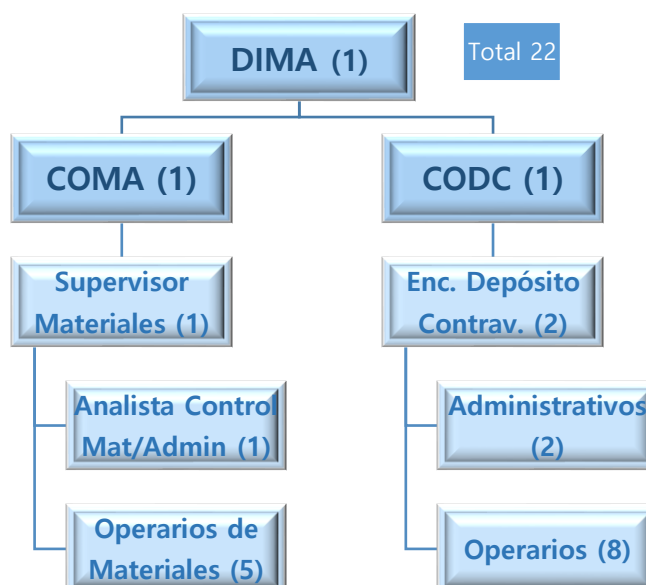 DIMA (1)
Total 22
COMA (1)
CODC (1)
Supervisor
Materiales (1)
Enc. Depósito
Contrav. (2)
Analista Control
Mat/Admin (1)
Administrativos
(2)
Operarios de
Materiales (5)
Operarios (8)